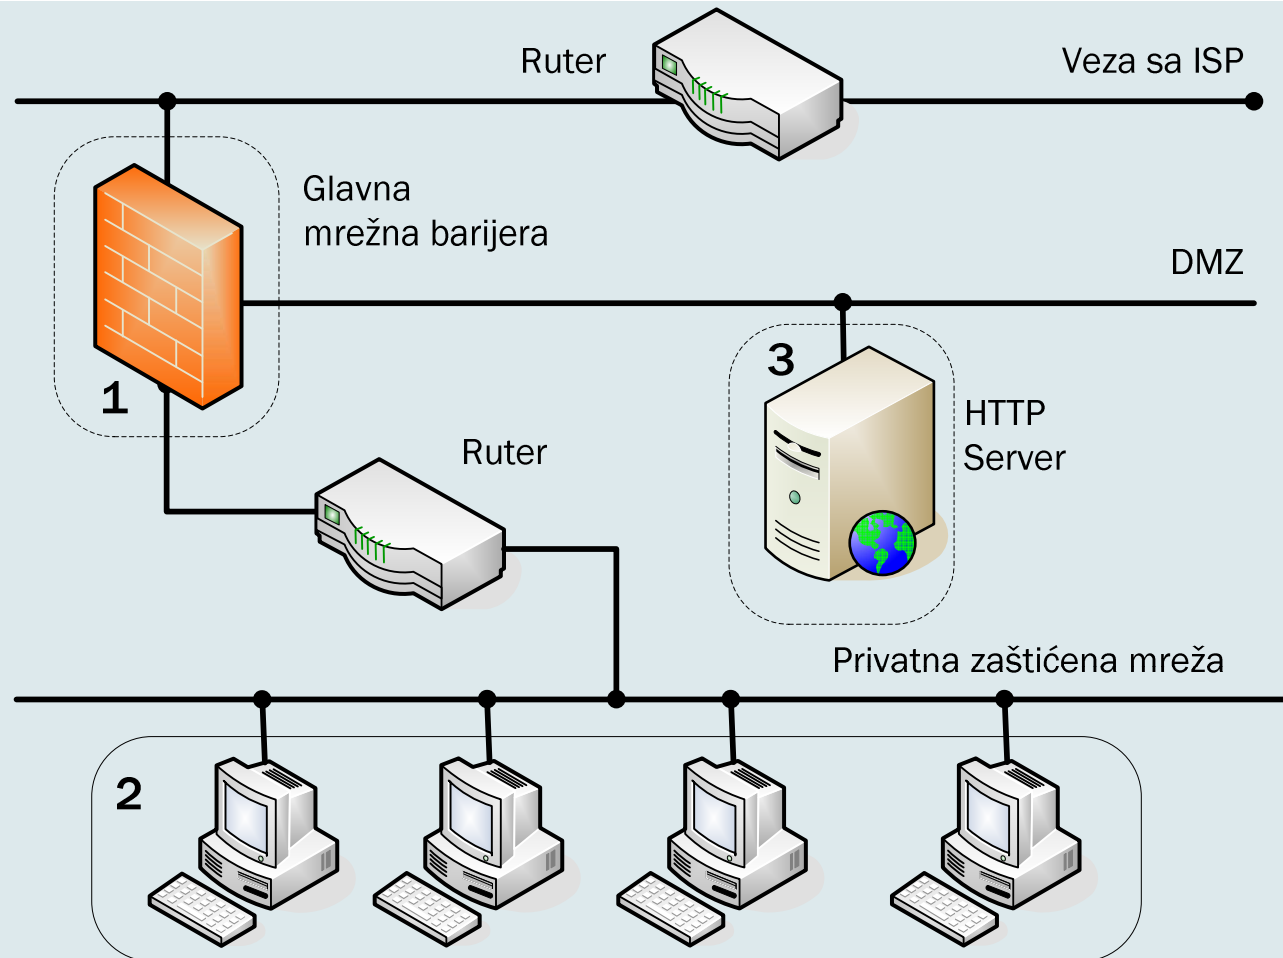 Ruter
Veza sa ISP
Glavna
mrežna barijera
DMZ
1
3
HTTP
Server
Ruter
Privatna zaštićena mreža
2